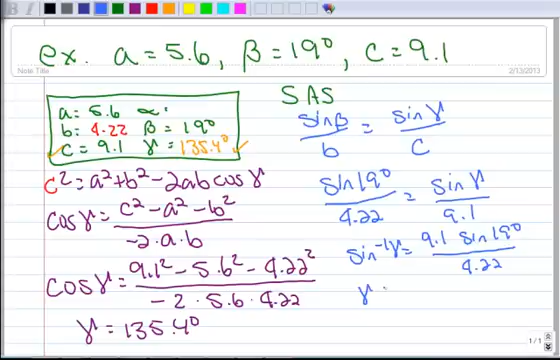 ex. a = 5.6, β = 19°, c = 9.1
Note Title
2/13/2013
SAS
a = 5.6 α =
b = 4.22 β = 19°
c = 9.1 γ = 135.4°
c² = a² + b² - 2ab cos γ
cos γ = (c² - a² - b²) / (-2·a·b)
cos γ = (9.1² - 5.6² - 4.22²) / (-2·5.6·4.22)
γ = 135.4°
sin β / b = sin γ / c
sin 19° / 4.22 = sin γ / 9.1
sin⁻¹ γ = 9.1 sin 19° / 4.22
γ
1/1